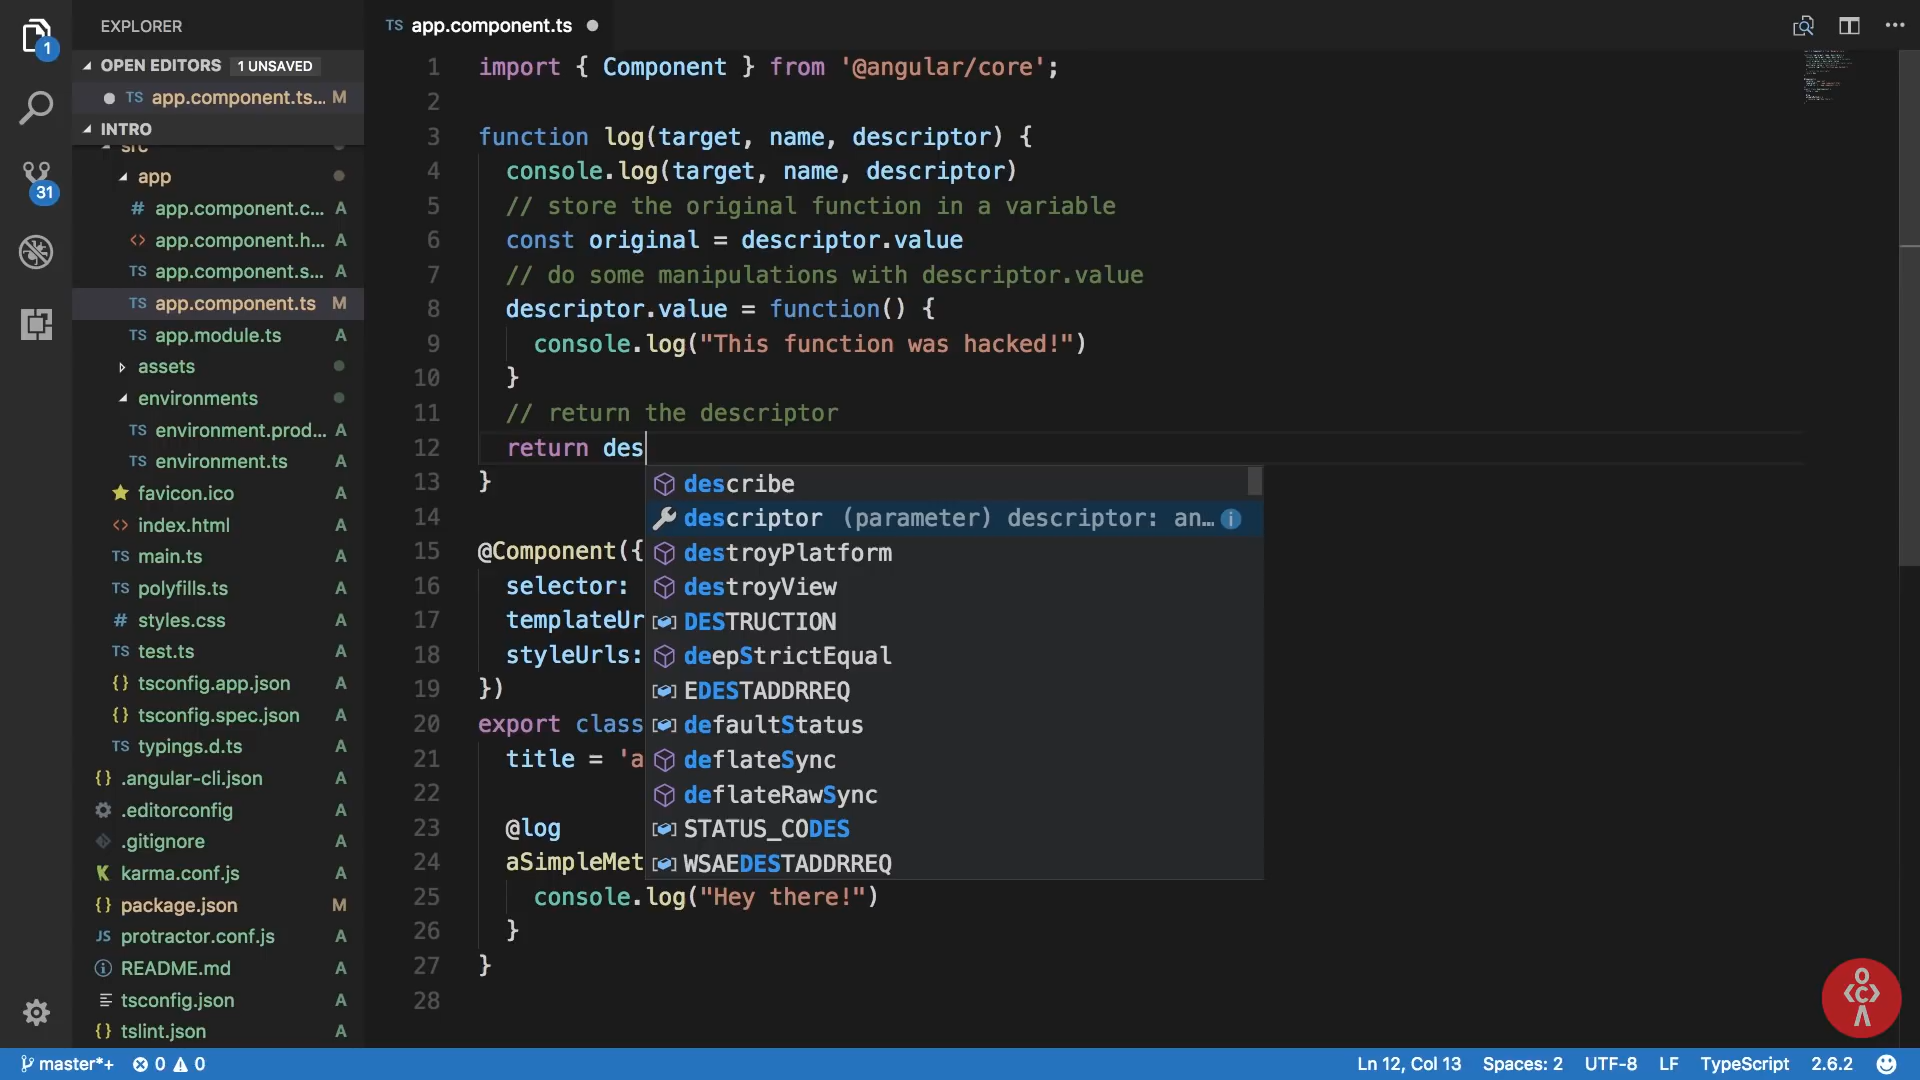 EXPLORER
OPEN EDITORS 1 UNSAVED
TS app.component.ts... M
INTRO
src
app
# app.component.c... A
<> app.component.h... A
TS app.component.s... A
TS app.component.ts M
TS app.module.ts A
assets
environments
TS environment.prod... A
TS environment.ts A
favicon.ico A
<> index.html A
TS main.ts A
TS polyfills.ts A
# styles.css A
TS test.ts A
{} tsconfig.app.json A
{} tsconfig.spec.json A
TS typings.d.ts A
{} .angular-cli.json A
.editorconfig A
.gitignore A
K karma.conf.js A
{} package.json M
JS protractor.conf.js A
README.md A
tsconfig.json A
{} tslint.json A
1
31
TS app.component.ts
1 import { Component } from '@angular/core';
2
3 function log(target, name, descriptor) {
4 console.log(target, name, descriptor)
5 // store the original function in a variable
6 const original = descriptor.value
7 // do some manipulations with descriptor.value
8 descriptor.value = function() {
9 console.log("This function was hacked!")
10 }
11 // return the descriptor
12 return des
13 }
14
15 @Component({
16 selector:
17 templateUr
18 styleUrls:
19 })
20 export class
21 title = 'a
22
23 @log
24 aSimpleMet
25 console.log("Hey there!")
26 }
27 }
28
describe
descriptor (parameter) descriptor: an...
destroyPlatform
destroyView
DESTRUCTION
deepStrictEqual
EDESTADDRREQ
defaultStatus
deflateSync
deflateRawSync
STATUS_CODES
WSAEDESTADDRREQ
master*+ 0 0
Ln 12, Col 13 Spaces: 2 UTF-8 LF TypeScript 2.6.2